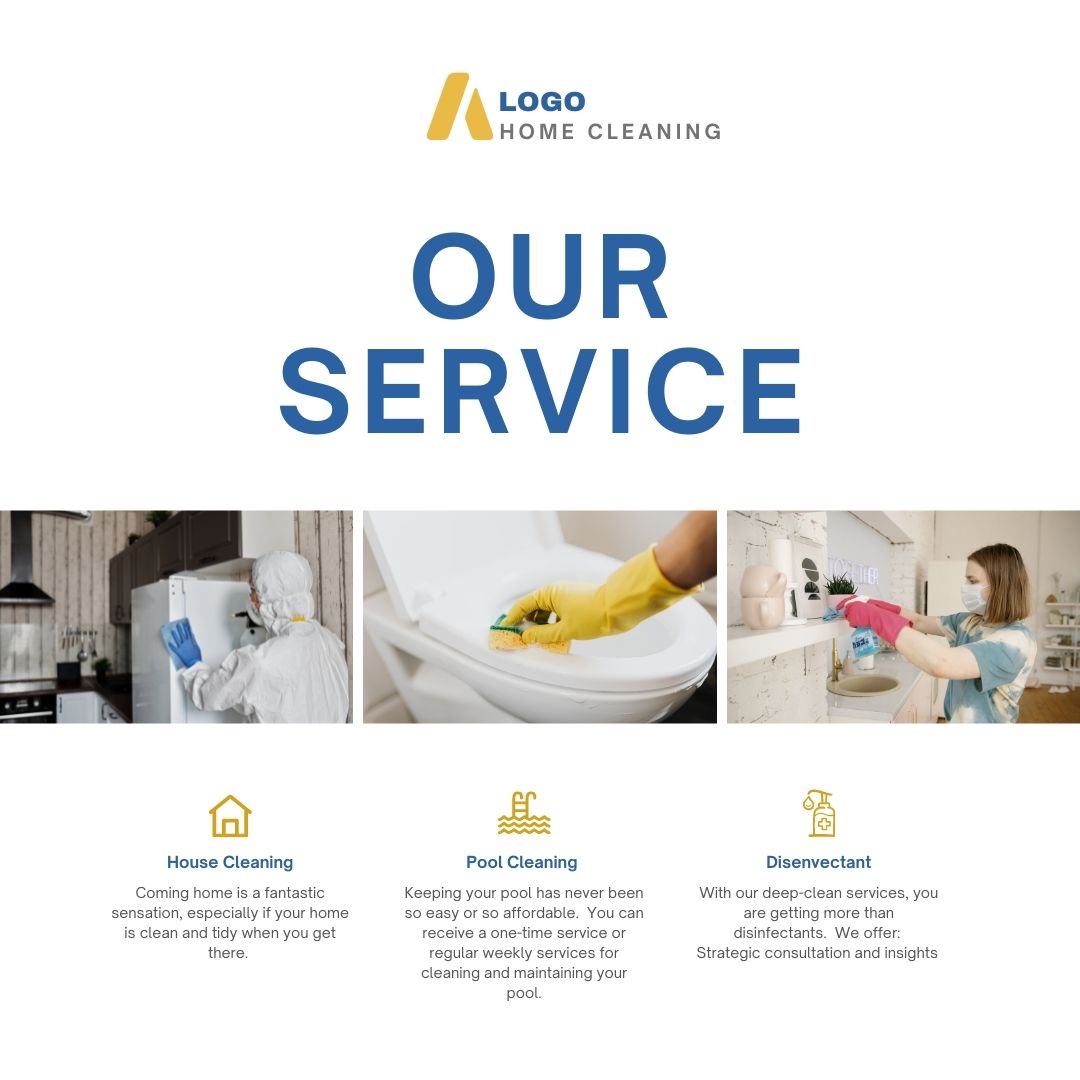 LOGO
HOME CLEANING
OUR
SERVICE
TOGETHER
House Cleaning
Coming home is a fantastic
sensation, especially if your home
is clean and tidy when you get
there.
Pool Cleaning
Keeping your pool has never been
so easy or so affordable.  You can
receive a one-time service or
regular weekly services for
cleaning and maintaining your
pool.
Disenvectant
With our deep-clean services, you
are getting more than
disinfectants.  We offer:
Strategic consultation and insights